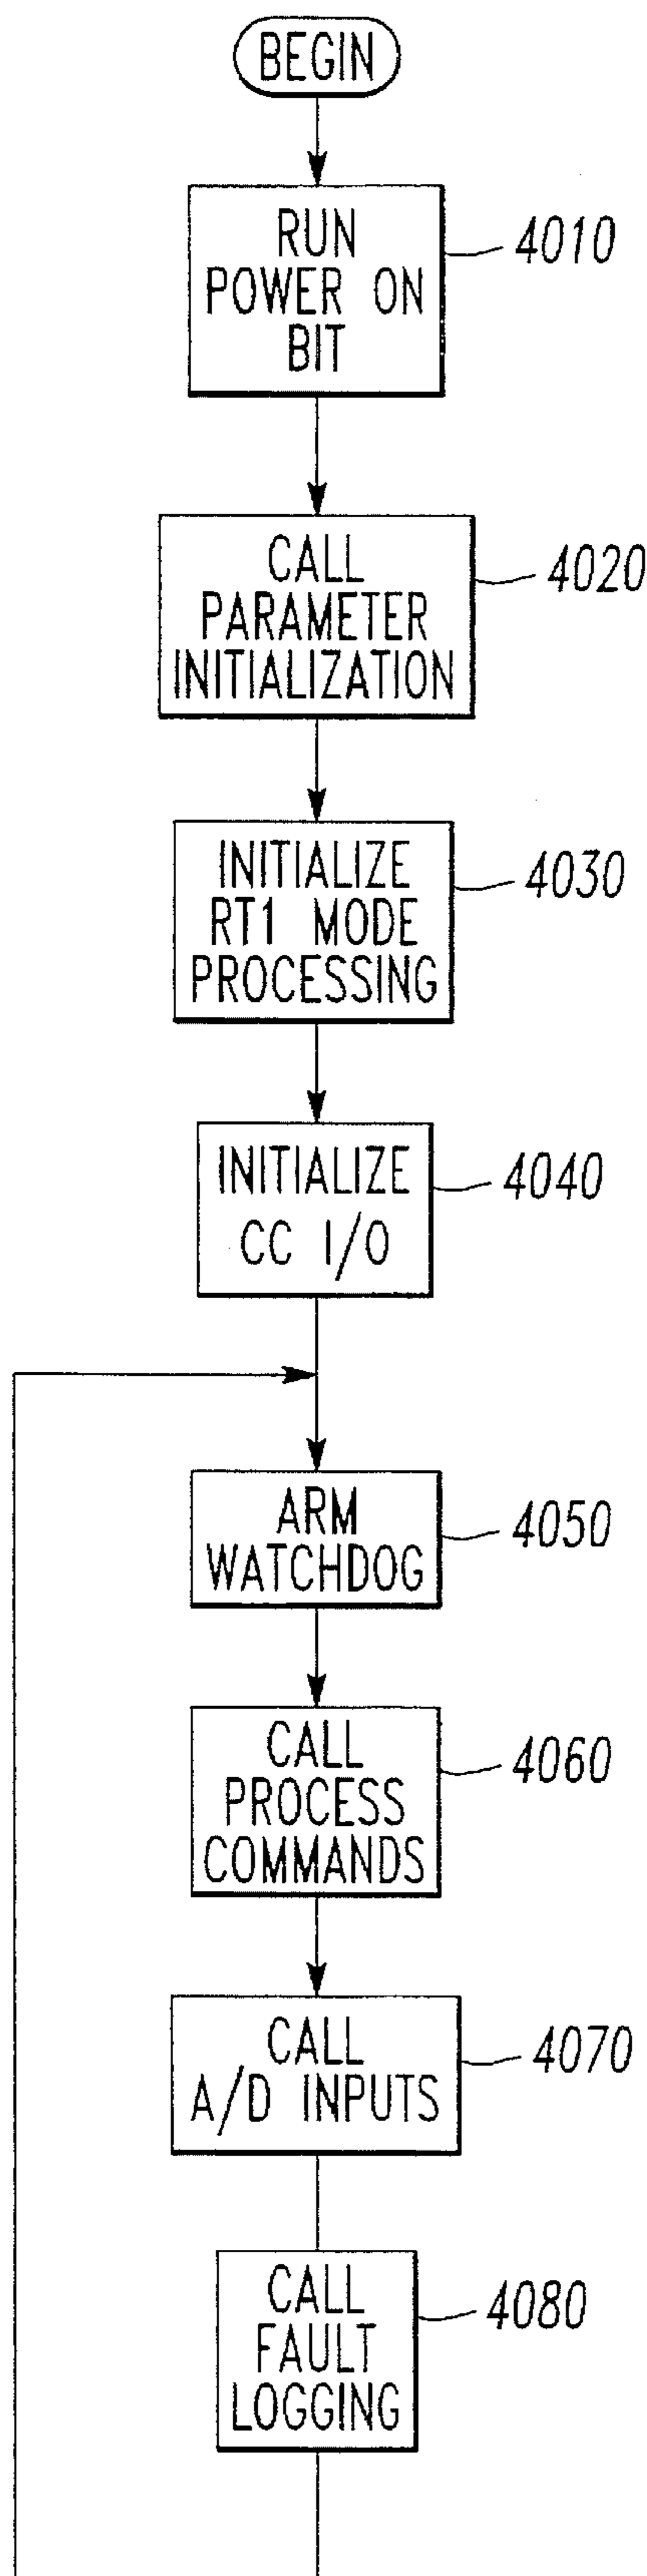 BEGIN
RUN
POWER ON
BIT
4010
CALL
PARAMETER
INITIALIZATION
4020
INITIALIZE
RT1 MODE
PROCESSING
4030
INITIALIZE
CC I/O
4040
ARM
WATCHDOG
4050
CALL
PROCESS
COMMANDS
4060
CALL
A/D INPUTS
4070
CALL
FAULT
LOGGING
4080